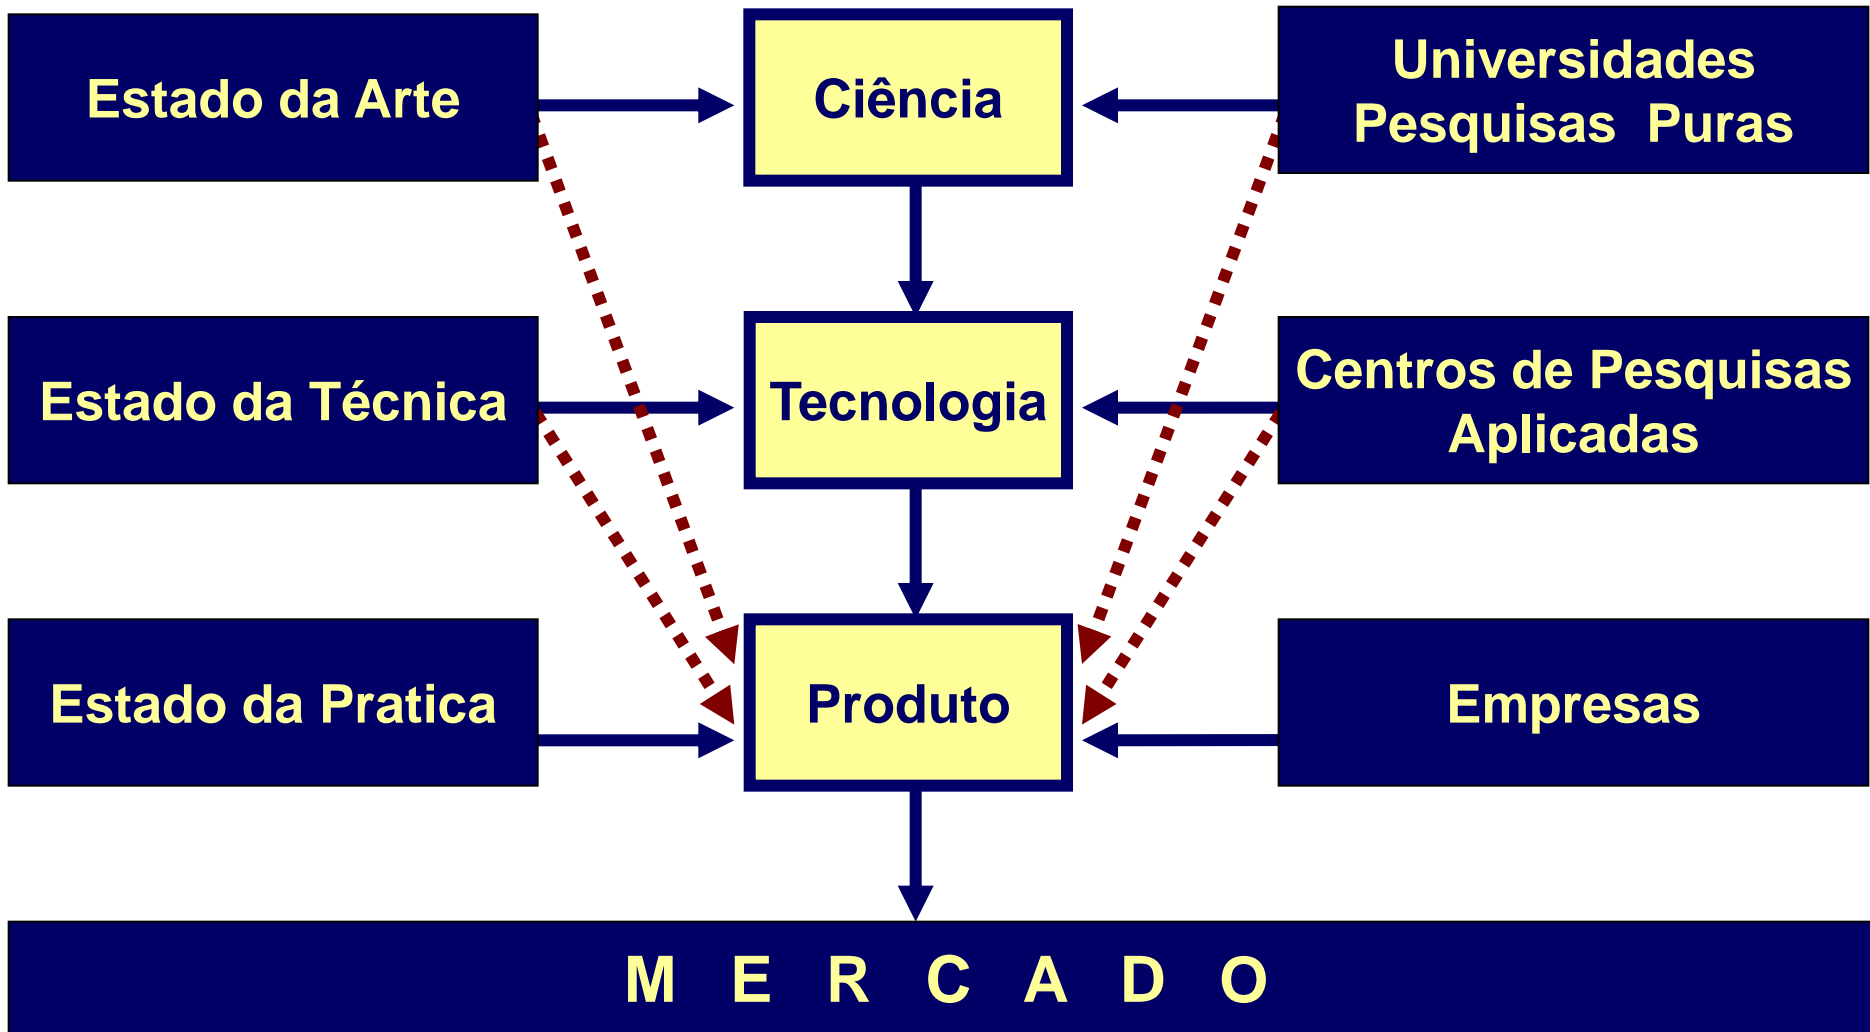 Estado da Arte
Ciência
Universidades
Pesquisas  Puras
Estado da Técnica
Tecnologia
Centros de Pesquisas
Aplicadas
Estado da Pratica
Produto
Empresas
M E R C A D O